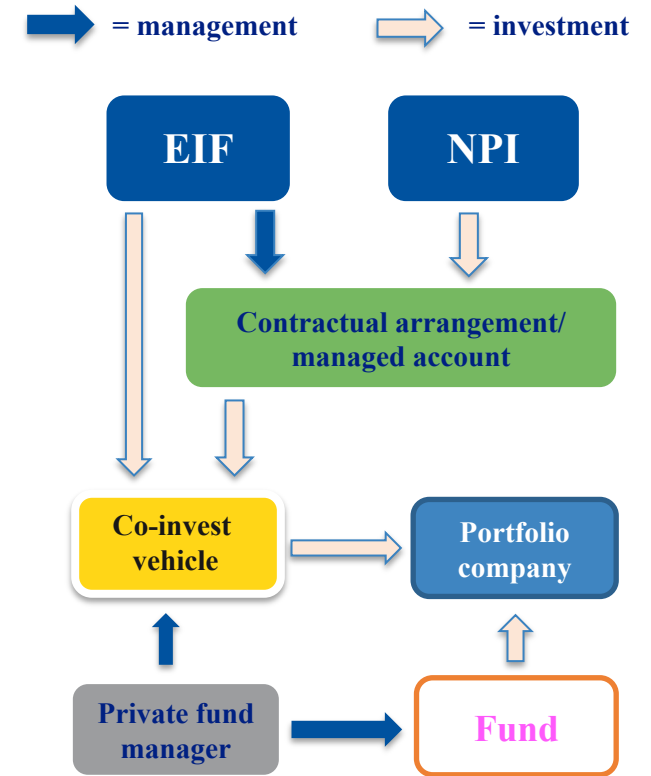 = management
= investment
EIF
NPI
Contractual arrangement/
managed account
Co-invest
vehicle
Portfolio
company
Private fund
manager
Fund